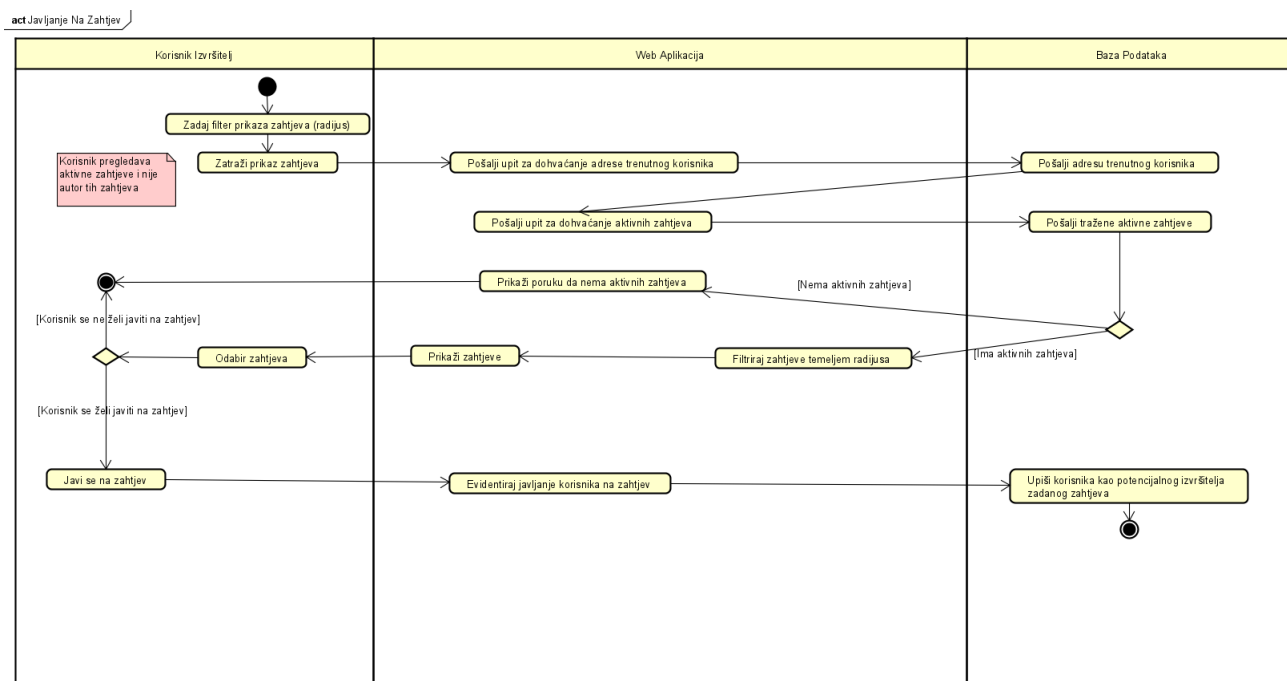 act Javljanje Na Zahtjev
Korisnik Izvršitelj
Web Aplikacija
Baza Podataka
Zadaj filter prikaza zahtjeva (radijus)
Korisnik pregledava
aktivne zahtjeve i nije
autor tih zahtjeva
Zatraži prikaz zahtjeva
Pošalji upit za dohvaćanje adrese trenutnog korisnika
Pošalji adresu trenutnog korisnika
Pošalji upit za dohvaćanje aktivnih zahtjeva
Pošalji tražene aktivne zahtjeve
Prikaži poruku da nema aktivnih zahtjeva
[Nema aktivnih zahtjeva]
[Korisnik se ne želi javiti na zahtjev]
Odabir zahtjeva
Prikaži zahtjeve
Filtriraj zahtjeve temeljem radijusa
[Ima aktivnih zahtjeva]
[Korisnik se želi javiti na zahtjev]
Javi se na zahtjev
Evidentiraj javljanje korisnika na zahtjev
Upiši korisnika kao potencijalnog izvršitelja
zadanog zahtjeva